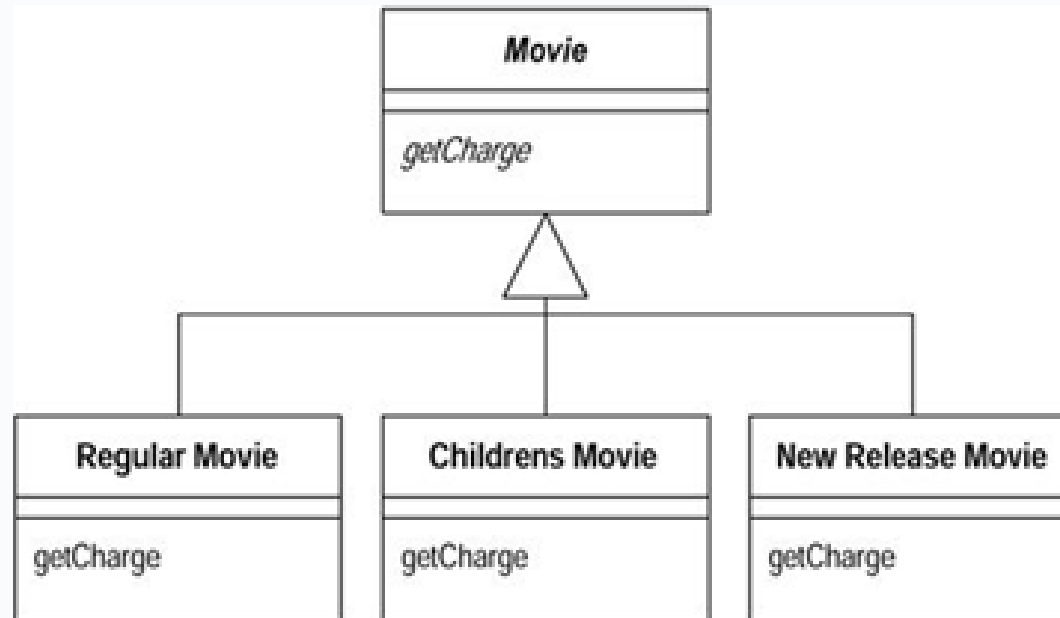 Movie
getCharge
Regular Movie
Childrens Movie
New Release Movie
getCharge
getCharge
getCharge